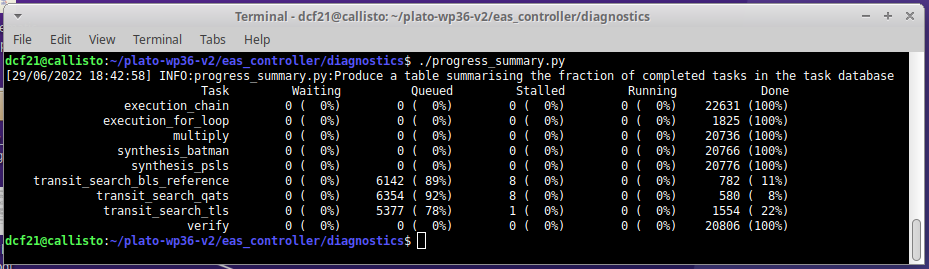 Terminal - dcf21@callisto: ~/plato-wp36-v2/eas_controller/diagnostics
File Edit View Terminal Tabs Help
dcf21@callisto:~/plato-wp36-v2/eas_controller/diagnostics$ ./progress_summary.py
[29/06/2022 18:42:58] INFO:progress_summary.py:Produce a table summarising the fraction of completed tasks in the task database
Task Waiting Queued Stalled Running Done
execution_chain 0 (  0%) 0 (  0%) 0 (  0%) 0 (  0%) 22631 (100%)
execution_for_loop 0 (  0%) 0 (  0%) 0 (  0%) 0 (  0%) 1825 (100%)
multiply 0 (  0%) 0 (  0%) 0 (  0%) 0 (  0%) 20736 (100%)
synthesis_batman 0 (  0%) 0 (  0%) 0 (  0%) 0 (  0%) 20766 (100%)
synthesis_psls 0 (  0%) 0 (  0%) 0 (  0%) 0 (  0%) 20776 (100%)
transit_search_bls_reference 0 (  0%) 6142 ( 89%) 8 (  0%) 0 (  0%) 782 ( 11%)
transit_search_qats 0 (  0%) 6354 ( 92%) 8 (  0%) 0 (  0%) 580 (  8%)
transit_search_tls 0 (  0%) 5377 ( 78%) 1 (  0%) 0 (  0%) 1554 ( 22%)
verify 0 (  0%) 0 (  0%) 0 (  0%) 0 (  0%) 20806 (100%)
dcf21@callisto:~/plato-wp36-v2/eas_controller/diagnostics$